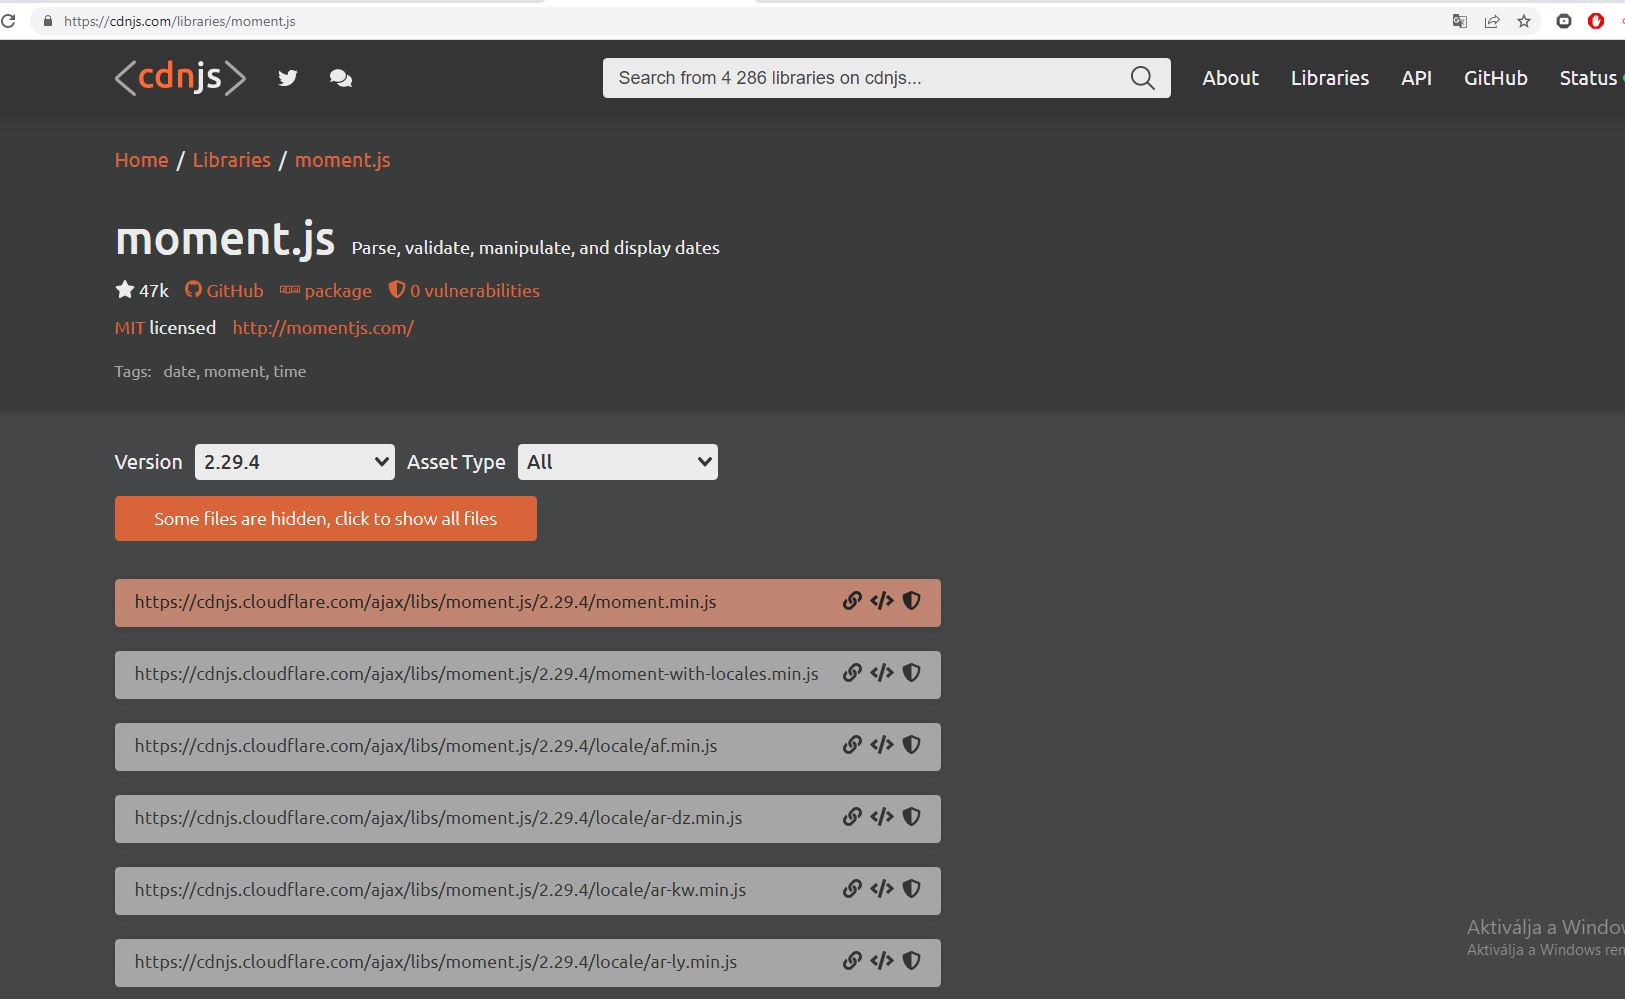 https://cdnjs.com/libraries/moment.js
<cdnjs>
Search from 4 286 libraries on cdnjs...
About
Libraries
API
GitHub
Status
Home / Libraries / moment.js
moment.js Parse, validate, manipulate, and display dates
47k GitHub package 0 vulnerabilities
MIT licensed http://momentjs.com/
Tags: date, moment, time
Version 2.29.4 Asset Type All
Some files are hidden, click to show all files
https://cdnjs.cloudflare.com/ajax/libs/moment.js/2.29.4/moment.min.js
https://cdnjs.cloudflare.com/ajax/libs/moment.js/2.29.4/moment-with-locales.min.js
https://cdnjs.cloudflare.com/ajax/libs/moment.js/2.29.4/locale/af.min.js
https://cdnjs.cloudflare.com/ajax/libs/moment.js/2.29.4/locale/ar-dz.min.js
https://cdnjs.cloudflare.com/ajax/libs/moment.js/2.29.4/locale/ar-kw.min.js
https://cdnjs.cloudflare.com/ajax/libs/moment.js/2.29.4/locale/ar-ly.min.js
Aktiválja a Windo
Aktiválja a Windows ren